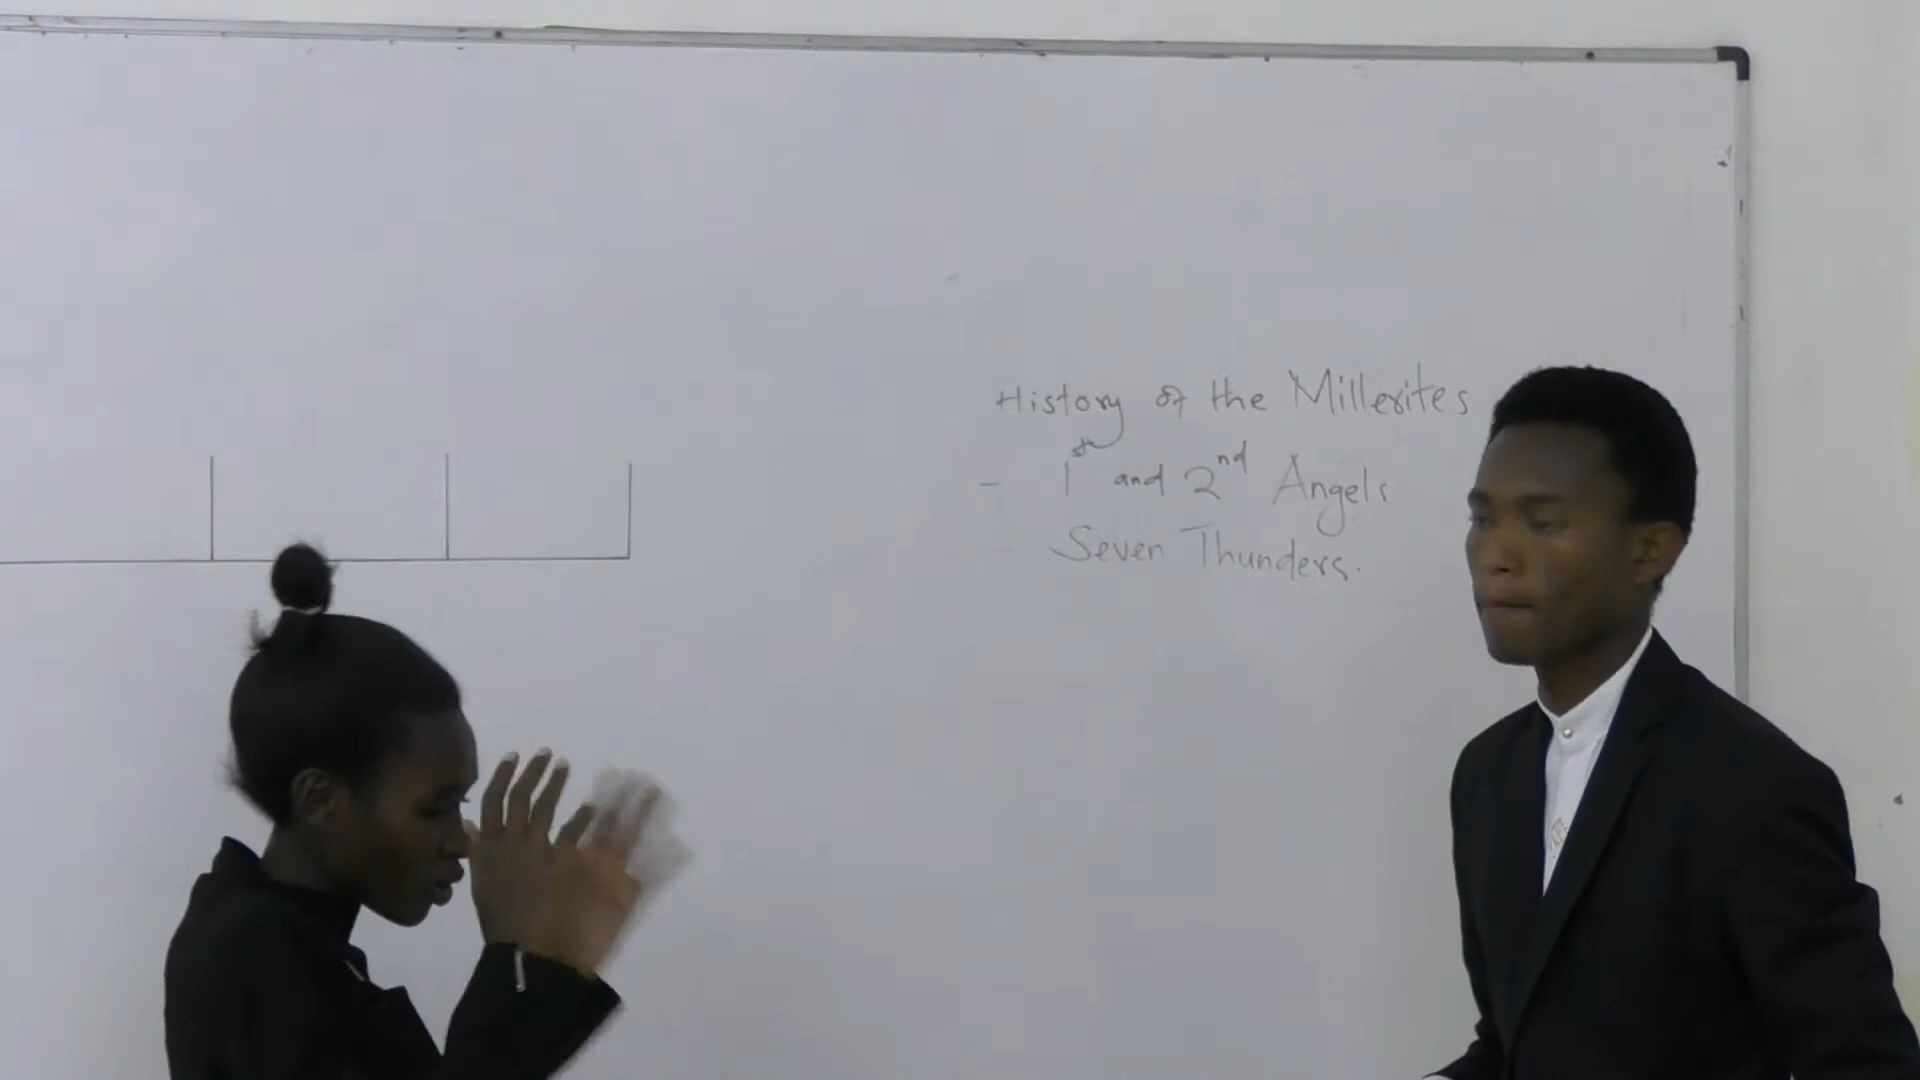 History of the Millerites
- 1st and 2nd Angels
- Seven Thunders.